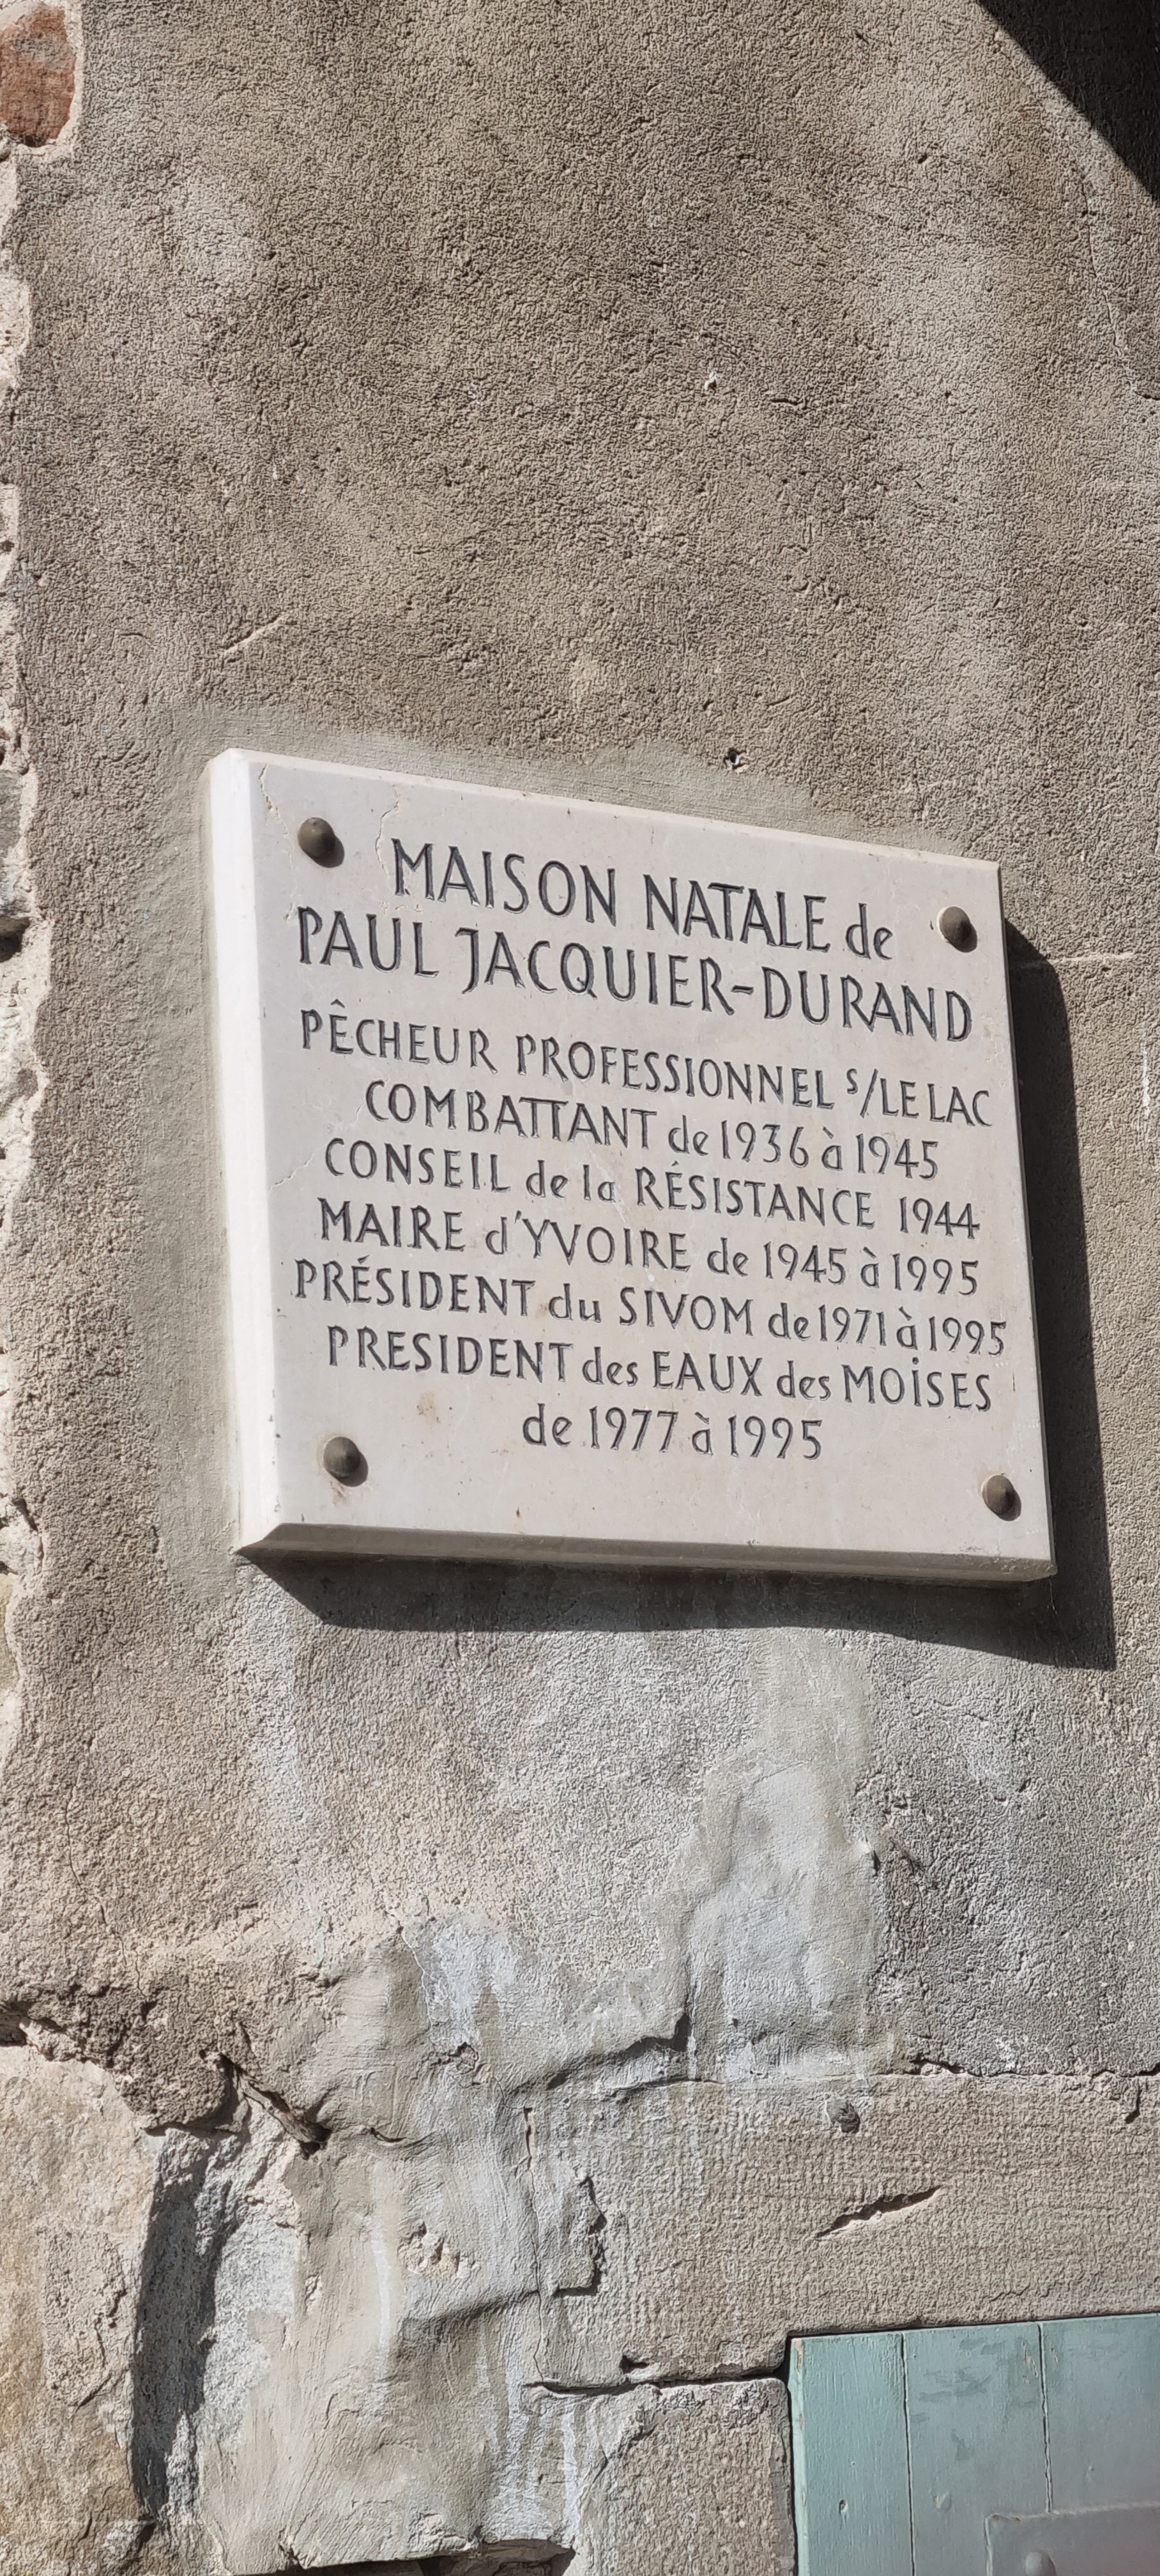 MAISON NATALE de
PAUL JACQUIER-DURAND
PÊCHEUR PROFESSIONNEL s/LE LAC
COMBATTANT de 1936 à 1945
CONSEIL de la RÉSISTANCE 1944
MAIRE d'YVOIRE de 1945 à 1995
PRÉSIDENT du SIVOM de 1971 à 1995
PRESIDENT des EAUX des MOiSES
de 1977 à 1995